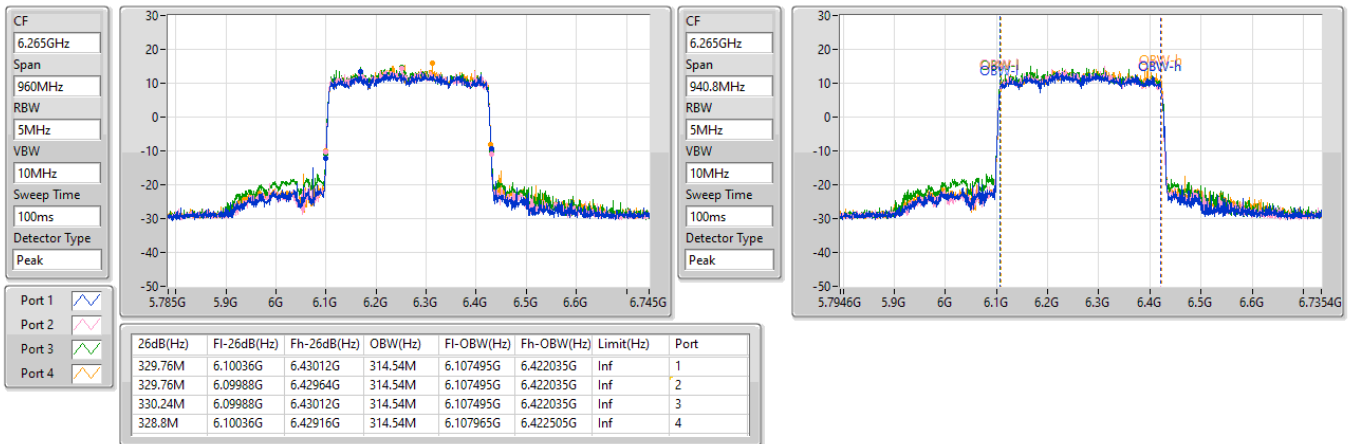 CF
6.265GHz
Span
960MHz
RBW
5MHz
VBW
10MHz
Sweep Time
100ms
Detector Type
Peak
30
20
10
0
-10
-20
-30
-40
-50
5.785G 5.9G 6G 6.1G 6.2G 6.3G 6.4G 6.5G 6.6G 6.745G
CF
6.265GHz
Span
940.8MHz
RBW
5MHz
VBW
10MHz
Sweep Time
100ms
Detector Type
Peak
30
20
10
0
-10
-20
-30
-40
-50
OBW-l
OBW-h
5.7946G 5.9G 6G 6.1G 6.2G 6.3G 6.4G 6.5G 6.6G 6.7354G
Port 1
Port 2
Port 3
Port 4
26dB(Hz) Fl-26dB(Hz) Fh-26dB(Hz) OBW(Hz) Fl-OBW(Hz) Fh-OBW(Hz) Limit(Hz) Port
329.76M 6.10036G 6.43012G 314.54M 6.107495G 6.422035G Inf 1
329.76M 6.09988G 6.42964G 314.54M 6.107495G 6.422035G Inf 2
330.24M 6.09988G 6.43012G 314.54M 6.107495G 6.422035G Inf 3
328.8M 6.10036G 6.42916G 314.54M 6.107965G 6.422505G Inf 4